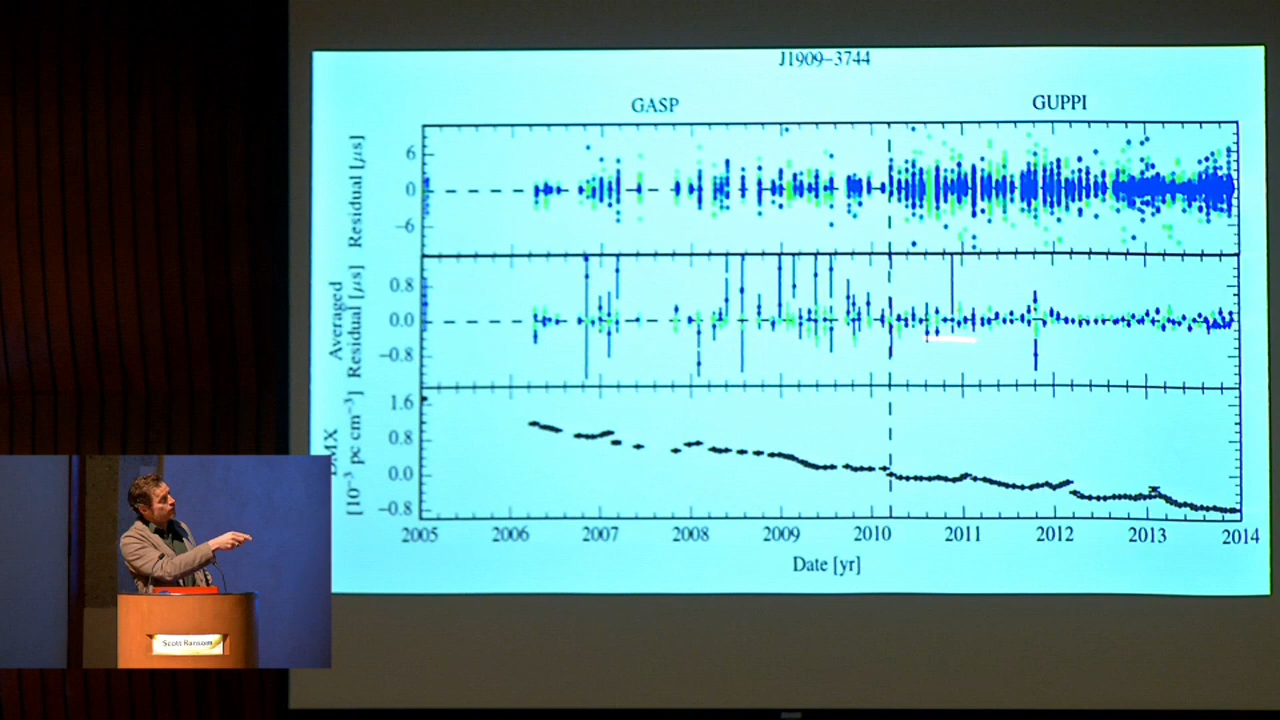 J1909−3744
GASP
GUPPI
Residual [μs]
6
0
−6
Averaged
Residual [μs]
0.8
0.0
−0.8
DMX
[10⁻³ pc cm⁻³]
1.6
0.8
0.0
−0.8
2005 2006 2007 2008 2009 2010 2011 2012 2013 2014
Date [yr]
Scott Ransom